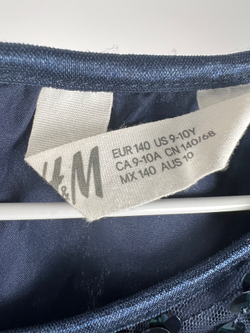 H&M
EUR 140 US 9-10Y
CA 9-10A CN 140/68
MX 140 AUS 10